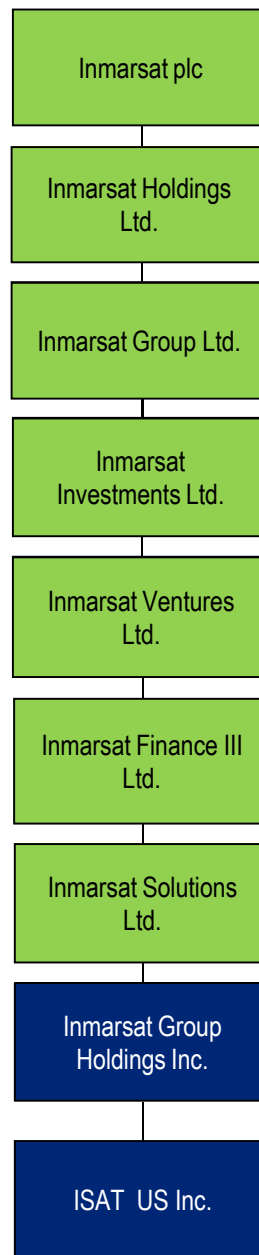 Inmarsat plc
Inmarsat Holdings
Ltd.
Inmarsat Group Ltd.
Inmarsat
Investments Ltd.
Inmarsat Ventures
Ltd.
Inmarsat Finance III
Ltd.
Inmarsat Solutions
Ltd.
Inmarsat Group
Holdings Inc.
ISAT US Inc.